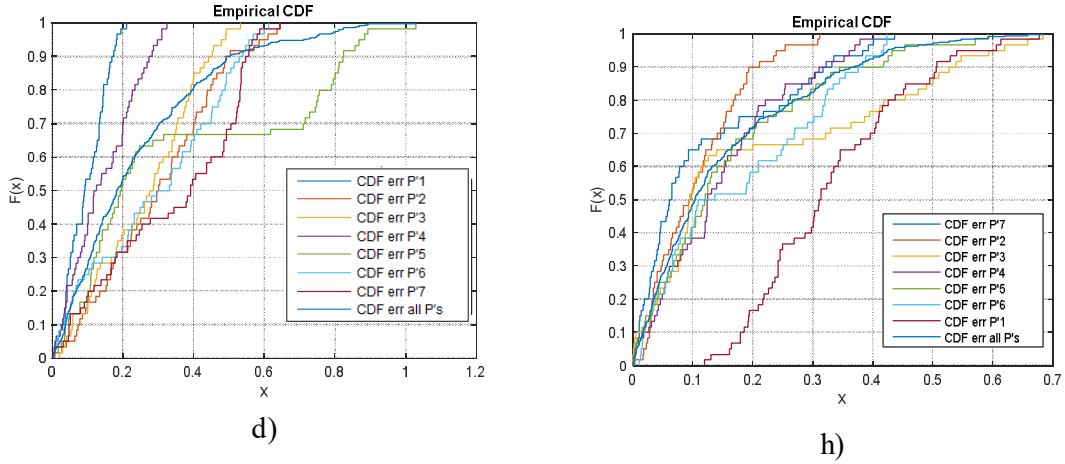 Empirical CDF
1
0.9
0.8
0.7
0.6
0.5
0.4
0.3
0.2
0.1
0
F(x)
CDF err P'1
CDF err P'2
CDF err P'3
CDF err P'4
CDF err P'5
CDF err P'6
CDF err P'7
CDF err all P's
0 0.2 0.4 0.6 0.8 1 1.2
X
d)
Empirical CDF
1
0.9
0.8
0.7
0.6
0.5
0.4
0.3
0.2
0.1
0
F(x)
CDF err P'7
CDF err P'2
CDF err P'3
CDF err P'4
CDF err P'5
CDF err P'6
CDF err P'1
CDF err all P's
0 0.1 0.2 0.3 0.4 0.5 0.6 0.7
X
h)